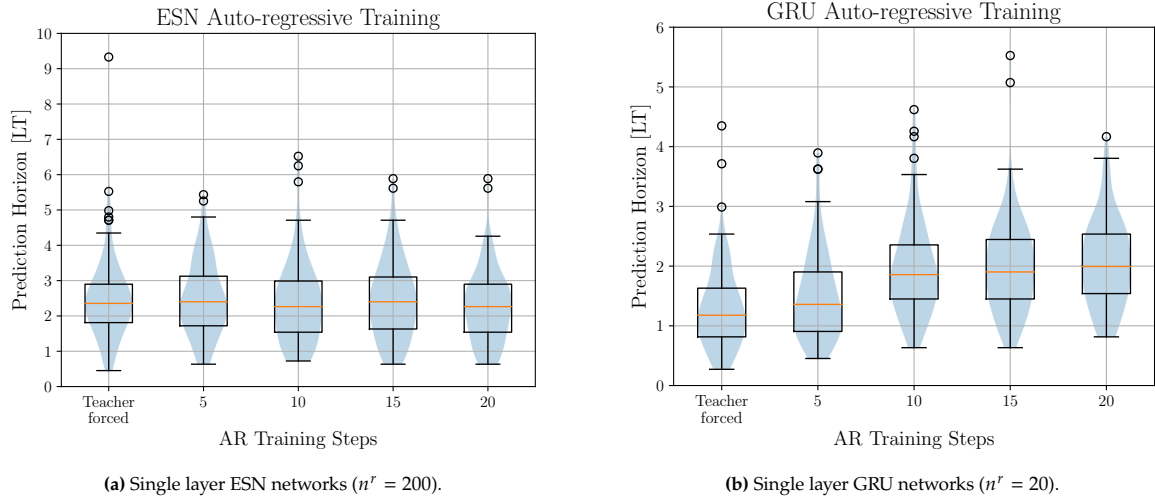 ESN Auto-regressive Training
10
9
8
7
6
5
4
3
2
1
0
Prediction Horizon [LT]
Teacher
forced
5
10
15
20
AR Training Steps
(a) Single layer ESN networks (nʳ = 200).
GRU Auto-regressive Training
6
5
4
3
2
1
0
Prediction Horizon [LT]
Teacher
forced
5
10
15
20
AR Training Steps
(b) Single layer GRU networks (nʳ = 20).